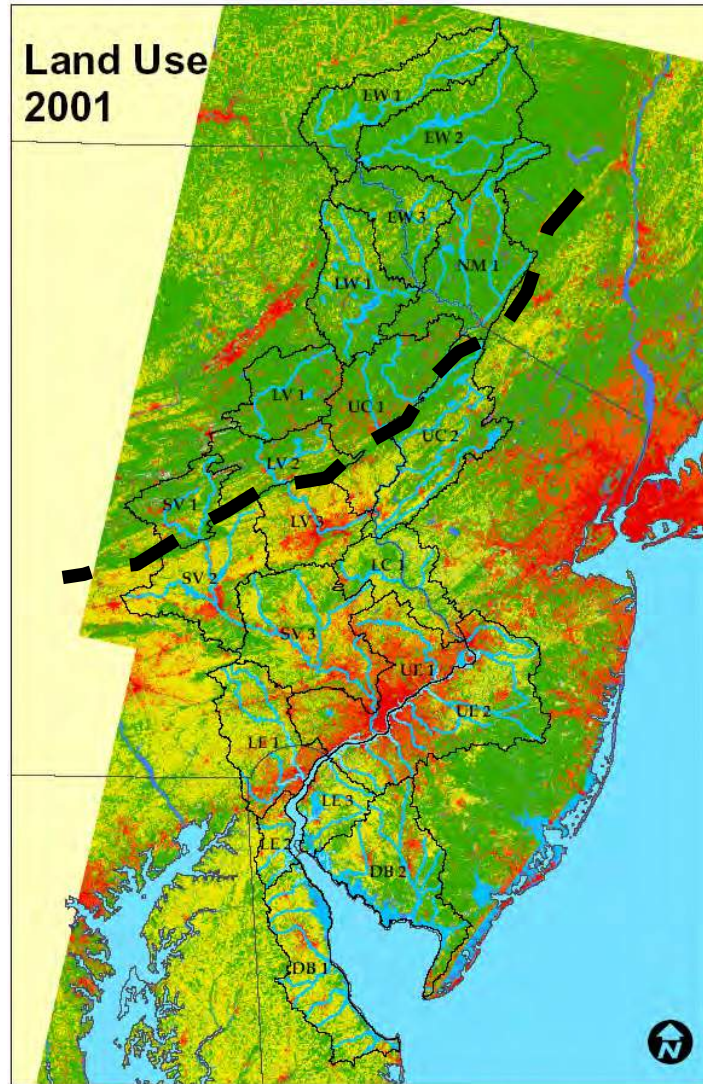 Land Use
2001
EW 1
EW 2
EW 3
NM 1
LW 1
LV 1
UC 1
UC 2
LV 2
SV 1
LV 3
LC 1
SV 2
SV 3
UE 1
UE 2
LE 1
LE 3
LE 2
DB 2
DB 1
N